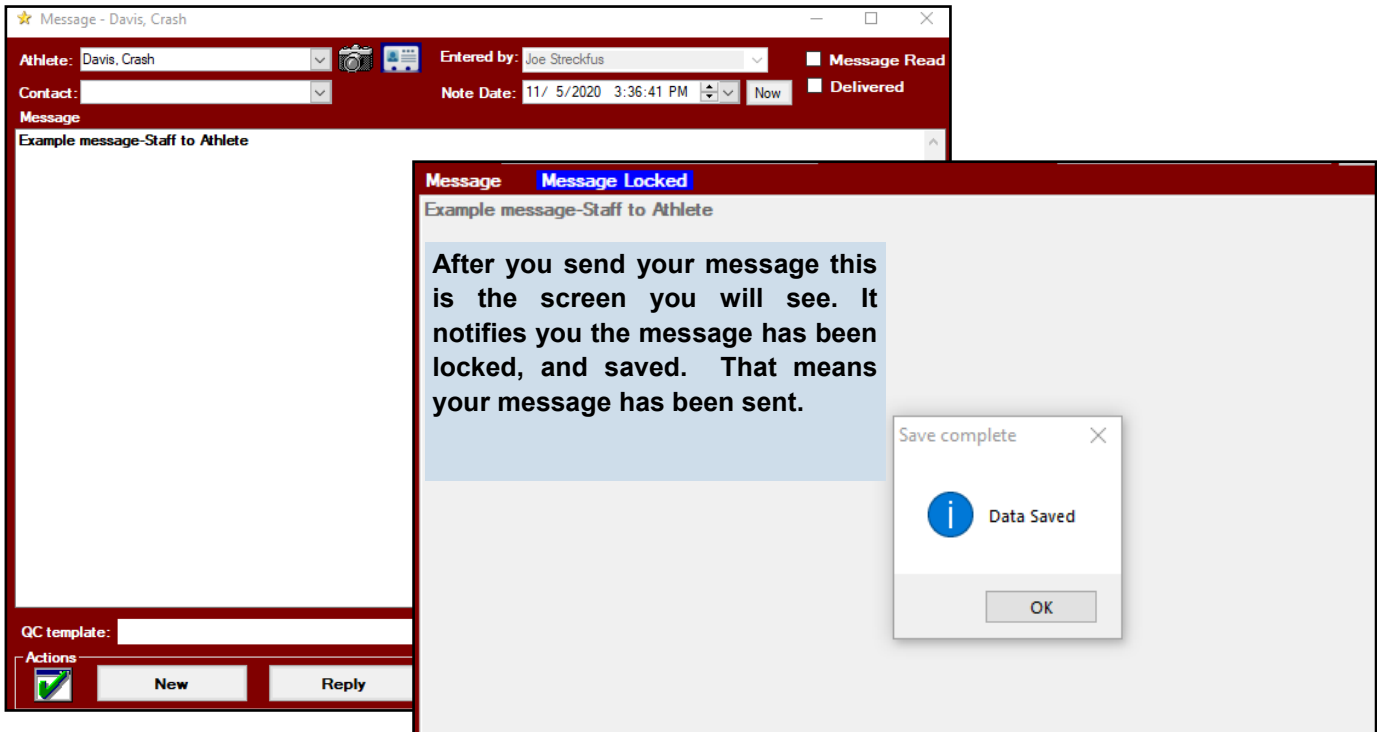 Message - Davis, Crash
Athlete: Davis, Crash Entered by: Joe Streckfus Message Read
Contact: Note Date: 11/ 5/2020 3:36:41 PM Now Delivered
Message
Example message-Staff to Athlete
Message Message Locked
Example message-Staff to Athlete
After you send your message this
is the screen you will see. It
notifies you the message has been
locked, and saved. That means
your message has been sent.
Save complete
Data Saved
OK
QC template:
Actions
New Reply